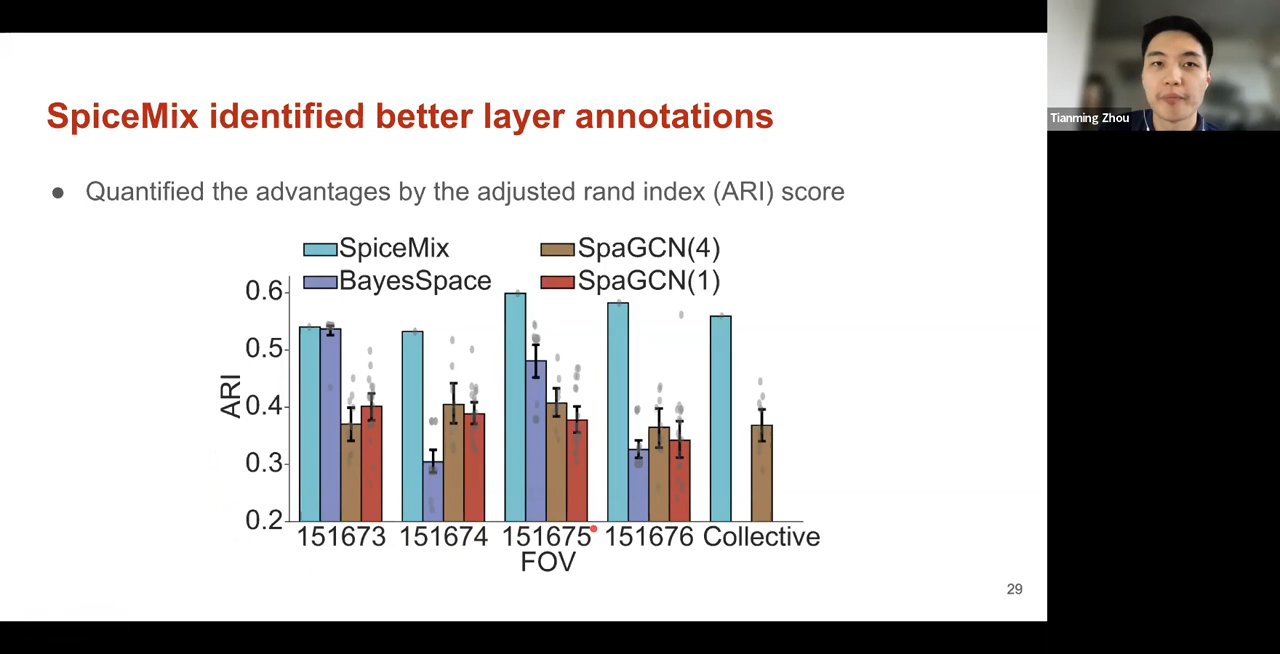 SpiceMix identified better layer annotations
● Quantified the advantages by the adjusted rand index (ARI) score
SpiceMix
SpaGCN(4)
BayesSpace
SpaGCN(1)
0.6
0.5
0.4
0.3
0.2
ARI
151673 151674 151675 151676 Collective
FOV
29
Tianming Zhou